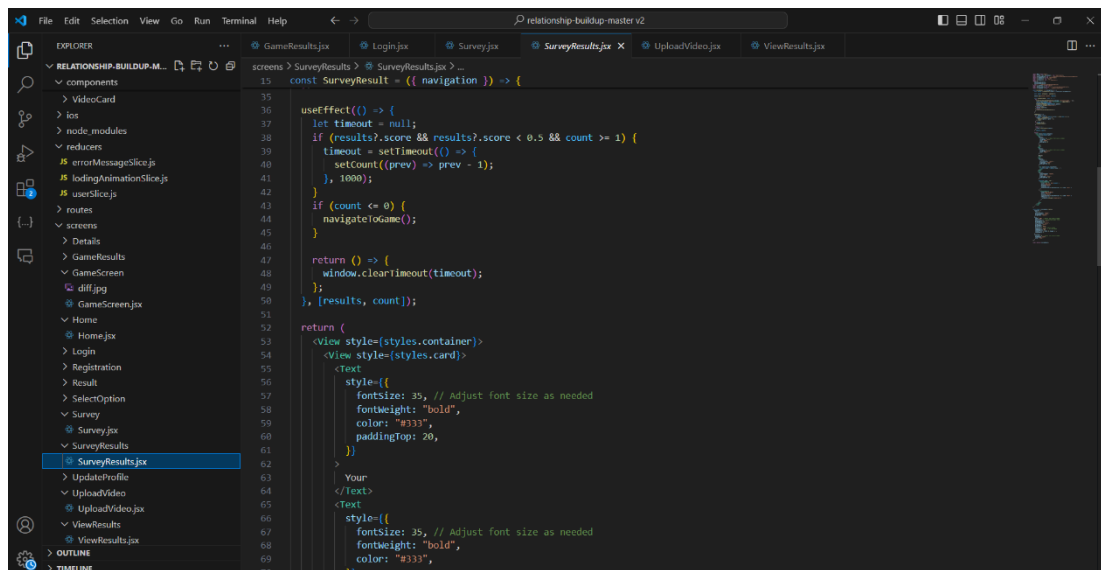 File Edit Selection View Go Run Terminal Help
relationship-buildup-master v2
EXPLORER
RELATIONSHIP-BUILDUP-M...
components
VideoCard
ios
node_modules
reducers
JS errorMessageSlice.js
JS lodingAnimationSlice.js
JS userSlice.js
routes
screens
Details
GameResults
GameScreen
diff.jpg
GameScreen.jsx
Home
Home.jsx
Login
Registration
Result
SelectOption
Survey
Survey.jsx
SurveyResults
SurveyResults.jsx
UpdateProfile
UploadVideo
UploadVideo.jsx
ViewResults
ViewResults.jsx
OUTLINE
TIMELINE
2
GameResults.jsx Login.jsx Survey.jsx SurveyResults.jsx UploadVideo.jsx ViewResults.jsx
screens > SurveyResults > SurveyResults.jsx > ...
15 const SurveyResult = ({ navigation }) => {
35
36 useEffect(() => {
37 let timeout = null;
38 if (results?.score && results?.score < 0.5 && count >= 1) {
39 timeout = setTimeout(() => {
40 setCount((prev) => prev - 1);
41 }, 1000);
42 }
43 if (count <= 0) {
44 navigateToGame();
45 }
46
47 return () => {
48 window.clearTimeout(timeout);
49 };
50 }, [results, count]);
51
52 return (
53 <View style={styles.container}>
54 <View style={styles.card}>
55 <Text
56 style={{
57 fontSize: 35, // Adjust font size as needed
58 fontWeight: "bold",
59 color: "#333",
60 paddingTop: 20,
61 }}
62 >
63 Your
64 </Text>
65 <Text
66 style={{
67 fontSize: 35, // Adjust font size as needed
68 fontWeight: "bold",
69 color: "#333",